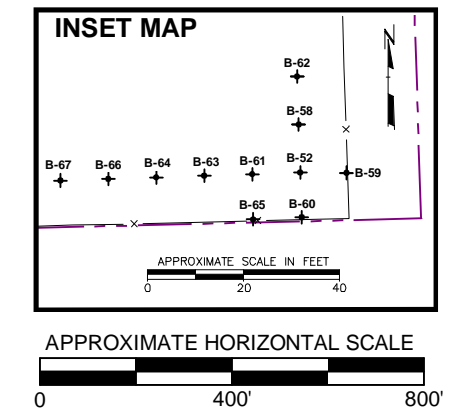 INSET MAP
N
B-62
B-58
B-67 B-66 B-64 B-63 B-61 B-52 B-59
B-65 B-60
APPROXIMATE SCALE IN FEET
0 20 40
APPROXIMATE HORIZONTAL SCALE
0 400' 800'